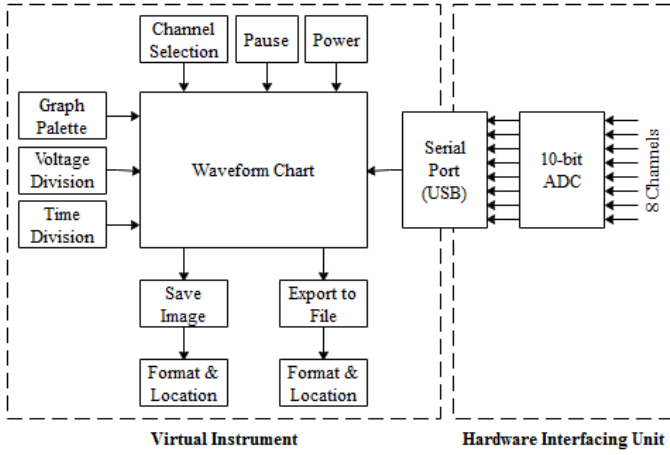 Channel
Selection
Pause
Power
Graph
Palette
Voltage
Division
Time
Division
Waveform Chart
Serial
Port
(USB)
10-bit
ADC
8 Channels
Save
Image
Export to
File
Format &
Location
Format &
Location
Virtual Instrument
Hardware Interfacing Unit